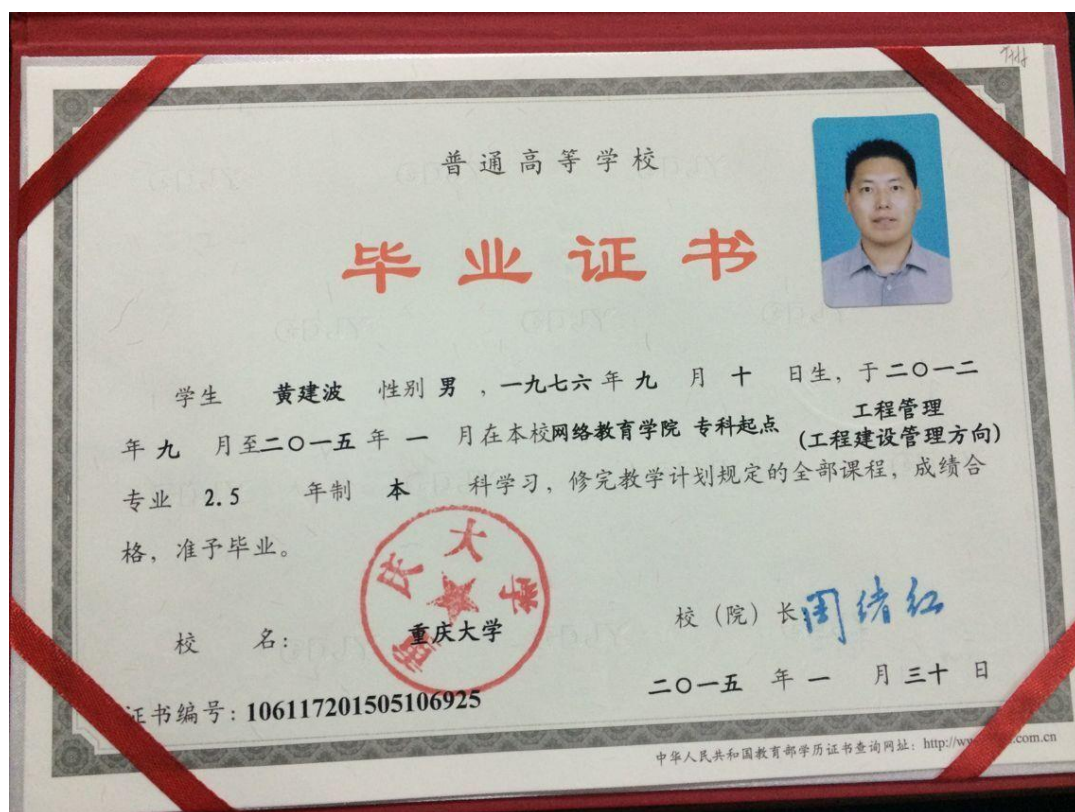 普通高等学校
毕业证书
学生 黄建波 性别 男 ，一九七六 年 九 月 十 日生，于 二〇一二
年 九 月至 二〇一五 年 一 月在本校 网络教育学院 专科起点 工程管理
(工程建设管理方向)
专业 2.5 年制 本 科学习，修完教学计划规定的全部课程，成绩合
格，准予毕业。
重庆大学
校 名： 重庆大学
校（院）长 周绪红
二〇一五 年 一 月 三十 日
证书编号：106117201505106925
中华人民共和国教育部学历证书查询网址：http://ww com.cn